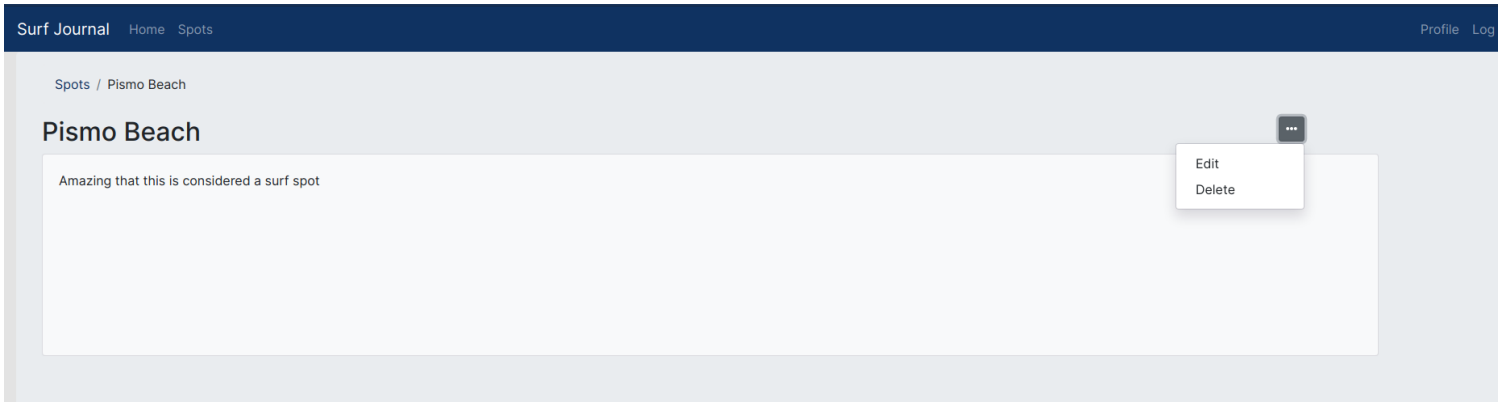 Surf Journal Home Spots Profile Log
Spots / Pismo Beach
Pismo Beach
Edit
Amazing that this is considered a surf spot
Delete